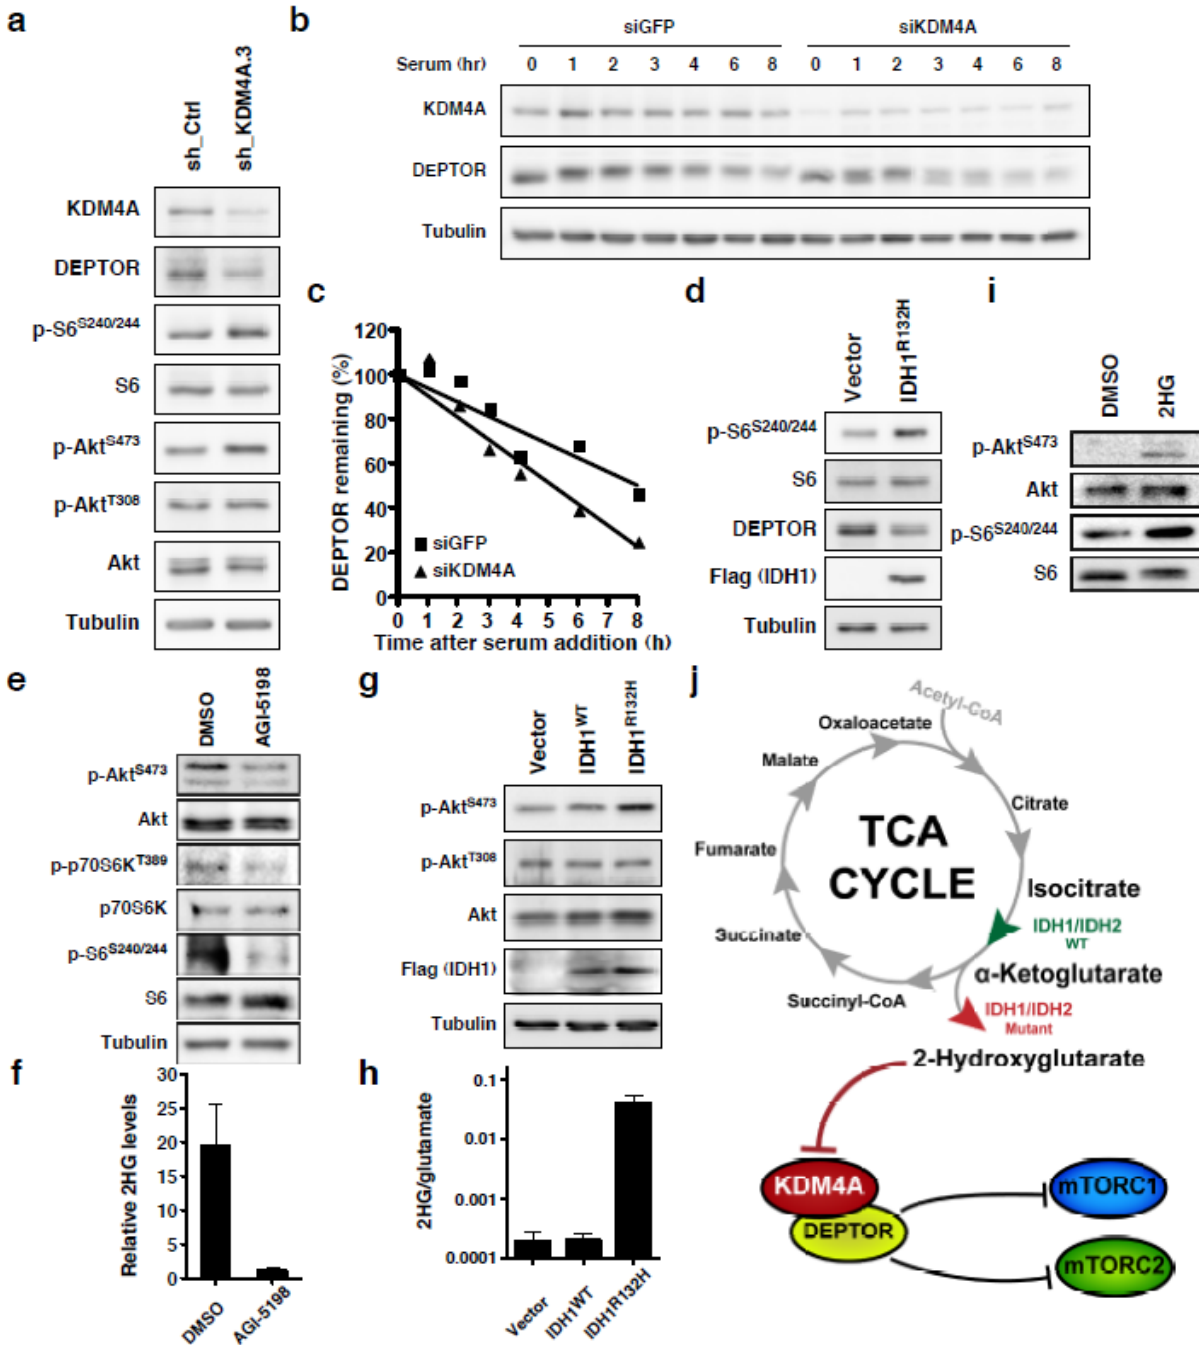 a
sh_Ctrl
sh_KDM4A.3
KDM4A
DEPTOR
p-S6S240/244
S6
p-AktS473
p-AktT308
Akt
Tubulin
b
siGFP siKDM4A
Serum (hr) 0 1 2 3 4 6 8 0 1 2 3 4 6 8
KDM4A
DEPTOR
Tubulin
c
DEPTOR remaining (%)
120
100
80
60
40
20
0
siGFP
siKDM4A
0 1 2 3 4 5 6 7 8
Time after serum addition (h)
d
Vector
IDH1R132H
p-S6S240/244
S6
DEPTOR
Flag (IDH1)
Tubulin
i
DMSO
2HG
p-AktS473
Akt
p-S6S240/244
S6
e
DMSO
AGI-5198
p-AktS473
Akt
p-p70S6KT389
p70S6K
p-S6S240/244
S6
Tubulin
f
Relative 2HG levels
30
25
20
15
10
5
0
DMSO
AGI-5198
g
Vector
IDH1WT
IDH1R132H
p-AktS473
p-AktT308
Akt
Flag (IDH1)
Tubulin
h
2HG/glutamate
0.1
0.01
0.001
0.0001
Vector
IDH1WT
IDH1R132H
j
Acetyl-CoA
Oxaloacetate
Malate
Citrate
TCA
CYCLE
Fumarate
Isocitrate
IDH1/IDH2
WT
Succinate
α-Ketoglutarate
Succinyl-CoA
IDH1/IDH2
Mutant
2-Hydroxyglutarate
KDM4A
DEPTOR
mTORC1
mTORC2